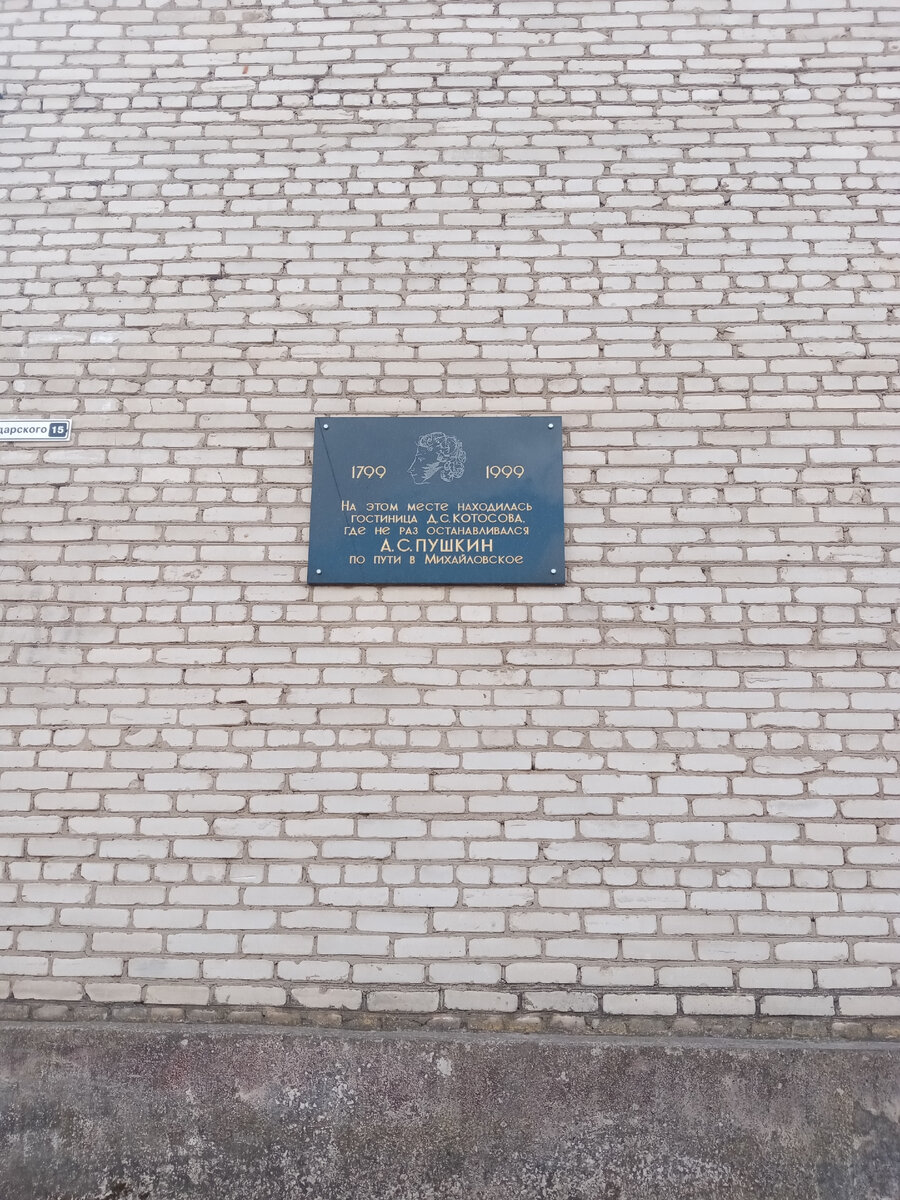 дарского 15
1799 1999
На этом месте находилась
гостиница Д.С.Котосова,
где не раз останавливался
А.С.ПУШКИН
по пути в Михайловское